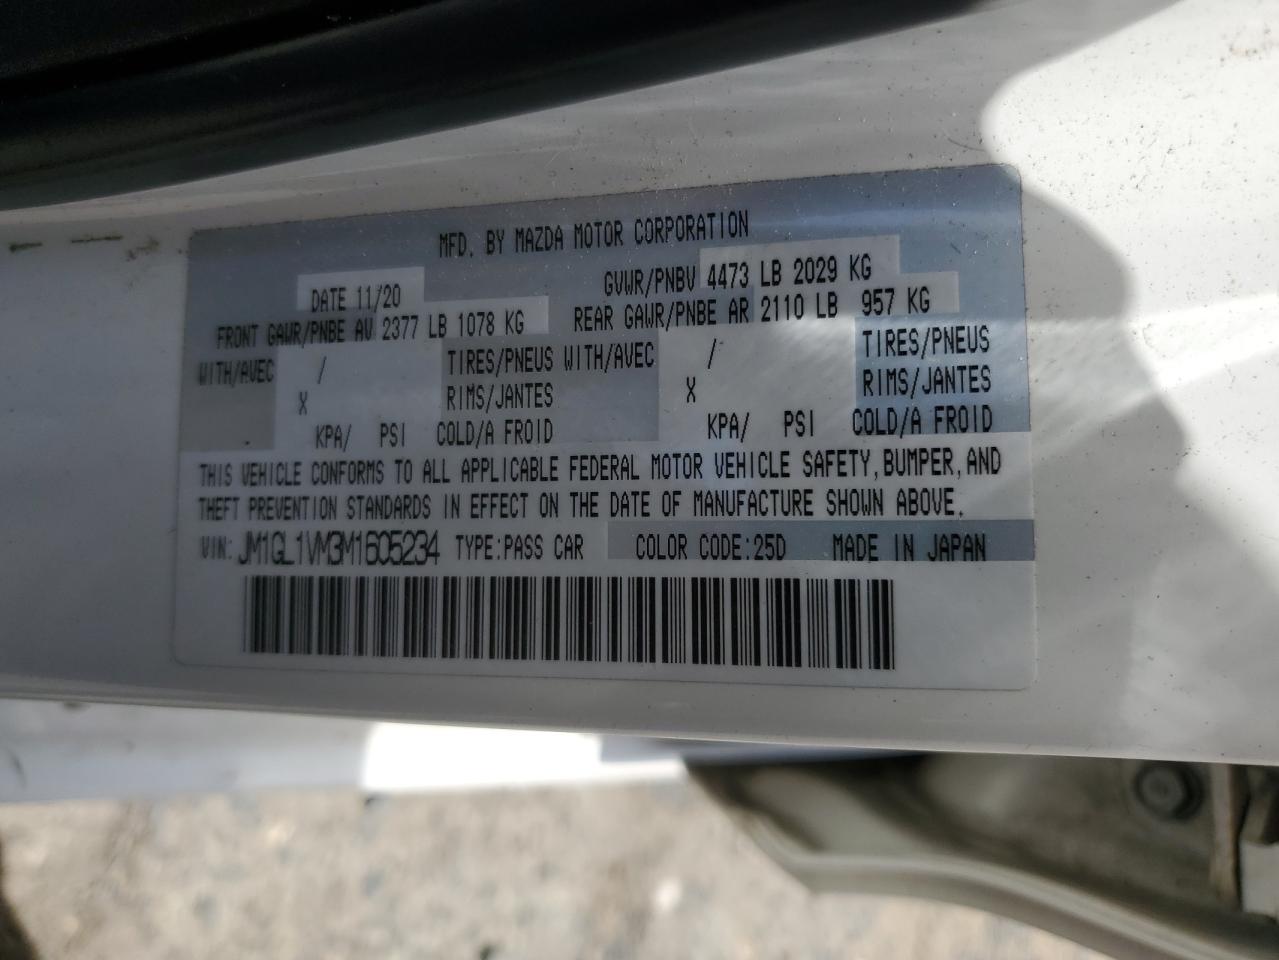 MFD. BY MAZDA MOTOR CORPORATION
DATE 11/20 GVWR/PNBV 4473 LB 2029 KG
FRONT GAWR/PNBE AV 2377 LB 1078 KG REAR GAWR/PNBE AR 2110 LB 957 KG
WITH/AVEC / TIRES/PNEUS WITH/AVEC / TIRES/PNEUS
X RIMS/JANTES X RIMS/JANTES
KPA/ PSI COLD/A FROID KPA/ PSI COLD/A FROID
THIS VEHICLE CONFORMS TO ALL APPLICABLE FEDERAL MOTOR VEHICLE SAFETY, BUMPER, AND
THEFT PREVENTION STANDARDS IN EFFECT ON THE DATE OF MANUFACTURE SHOWN ABOVE.
VIN: JM1GL1VM3M1605234 TYPE:PASS CAR COLOR CODE:25D MADE IN JAPAN